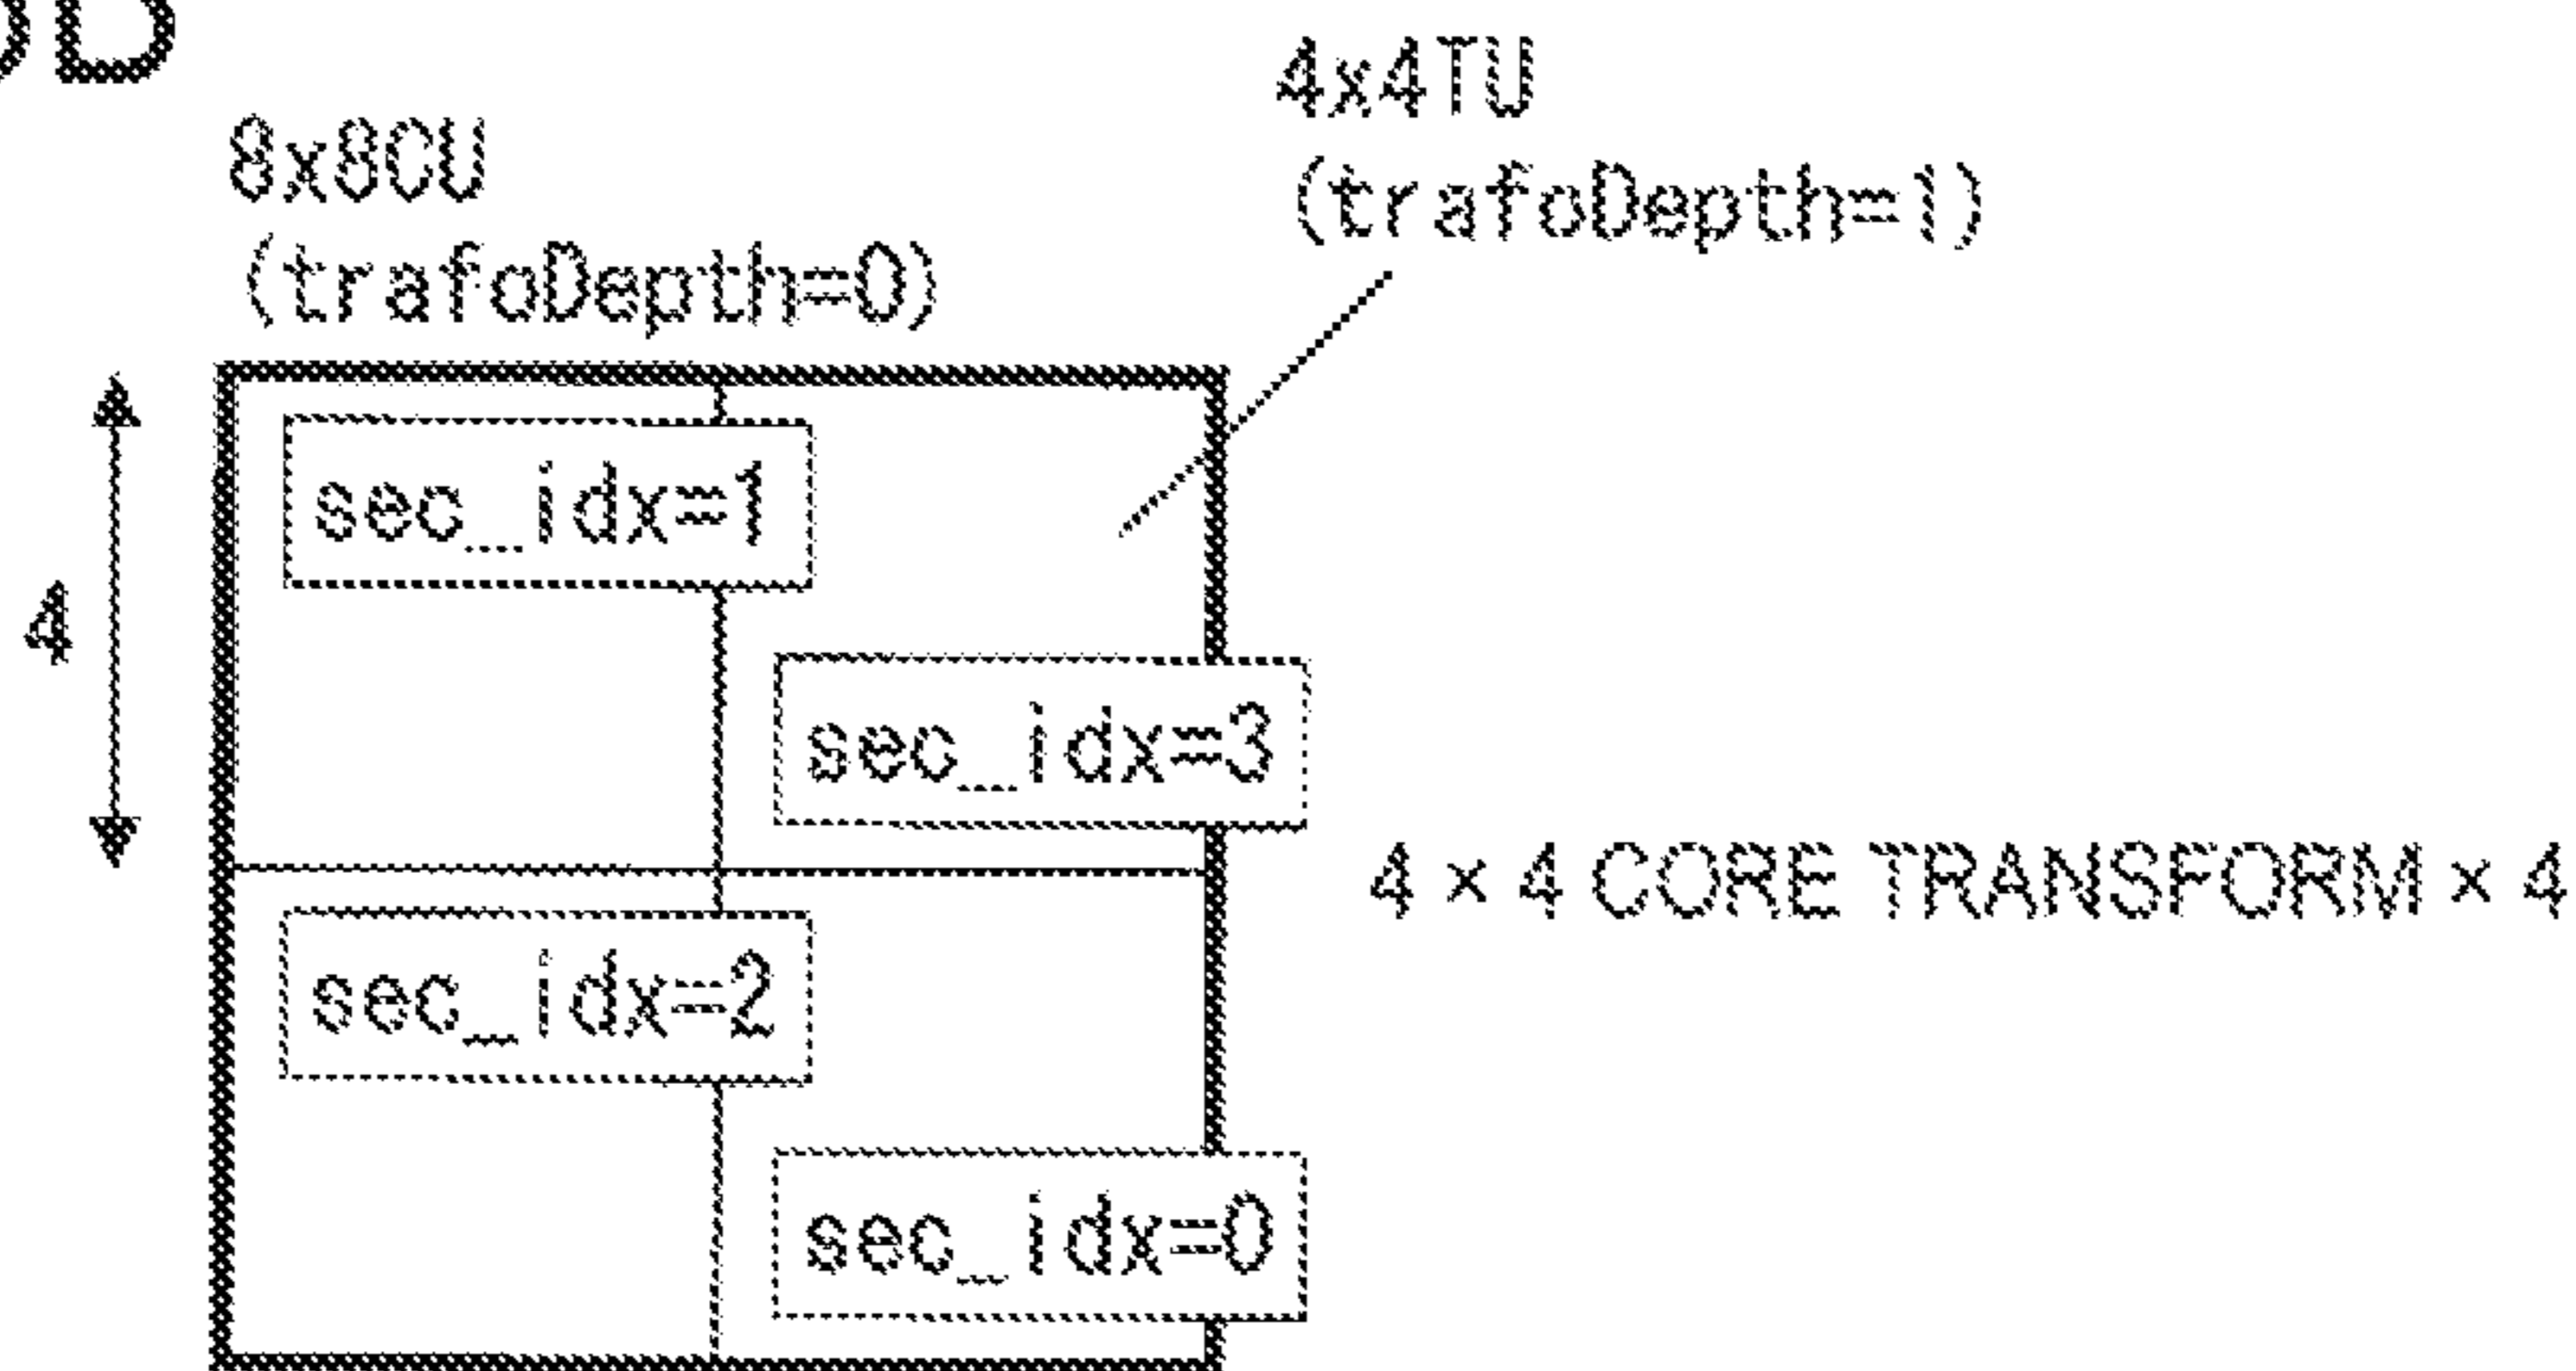 8x8CU
(trafoDepth=0)
4x4TU
(trafoDepth=1)
4
sec_idx=1
sec_idx=3
4 × 4 CORE TRANSFORM × 4
sec_idx=2
sec_idx=0